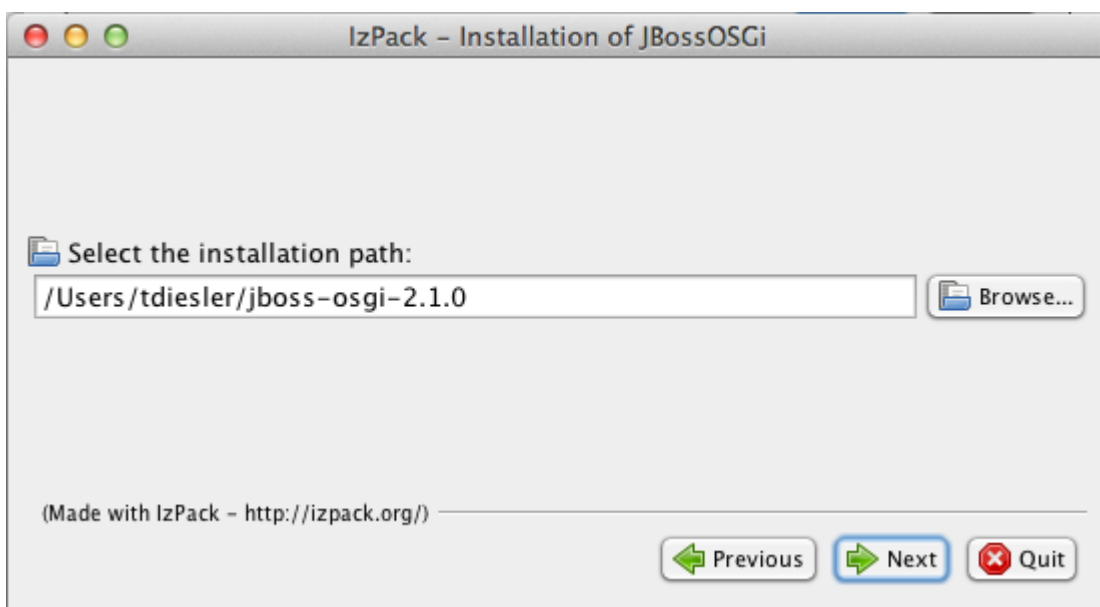 IzPack – Installation of JBossOSGi
Select the installation path:
/Users/tdiesler/jboss-osgi-2.1.0
Browse...
(Made with IzPack – http://izpack.org/)
Previous
Next
Quit